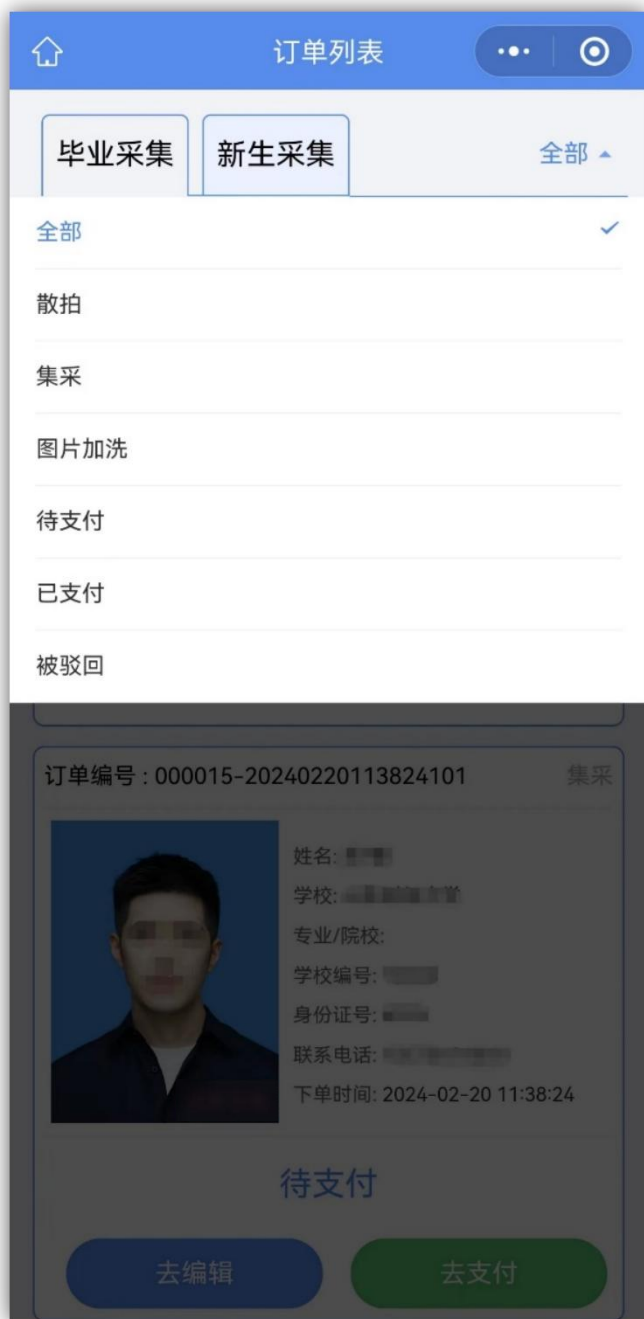 订单列表
毕业采集 新生采集 全部
全部
散拍
集采
图片加洗
待支付
已支付
被驳回
订单编号 : 000015-20240220113824101 集采
姓名:
学校:
专业/院校:
学校编号:
身份证号:
联系电话:
下单时间: 2024-02-20 11:38:24
待支付
去编辑 去支付